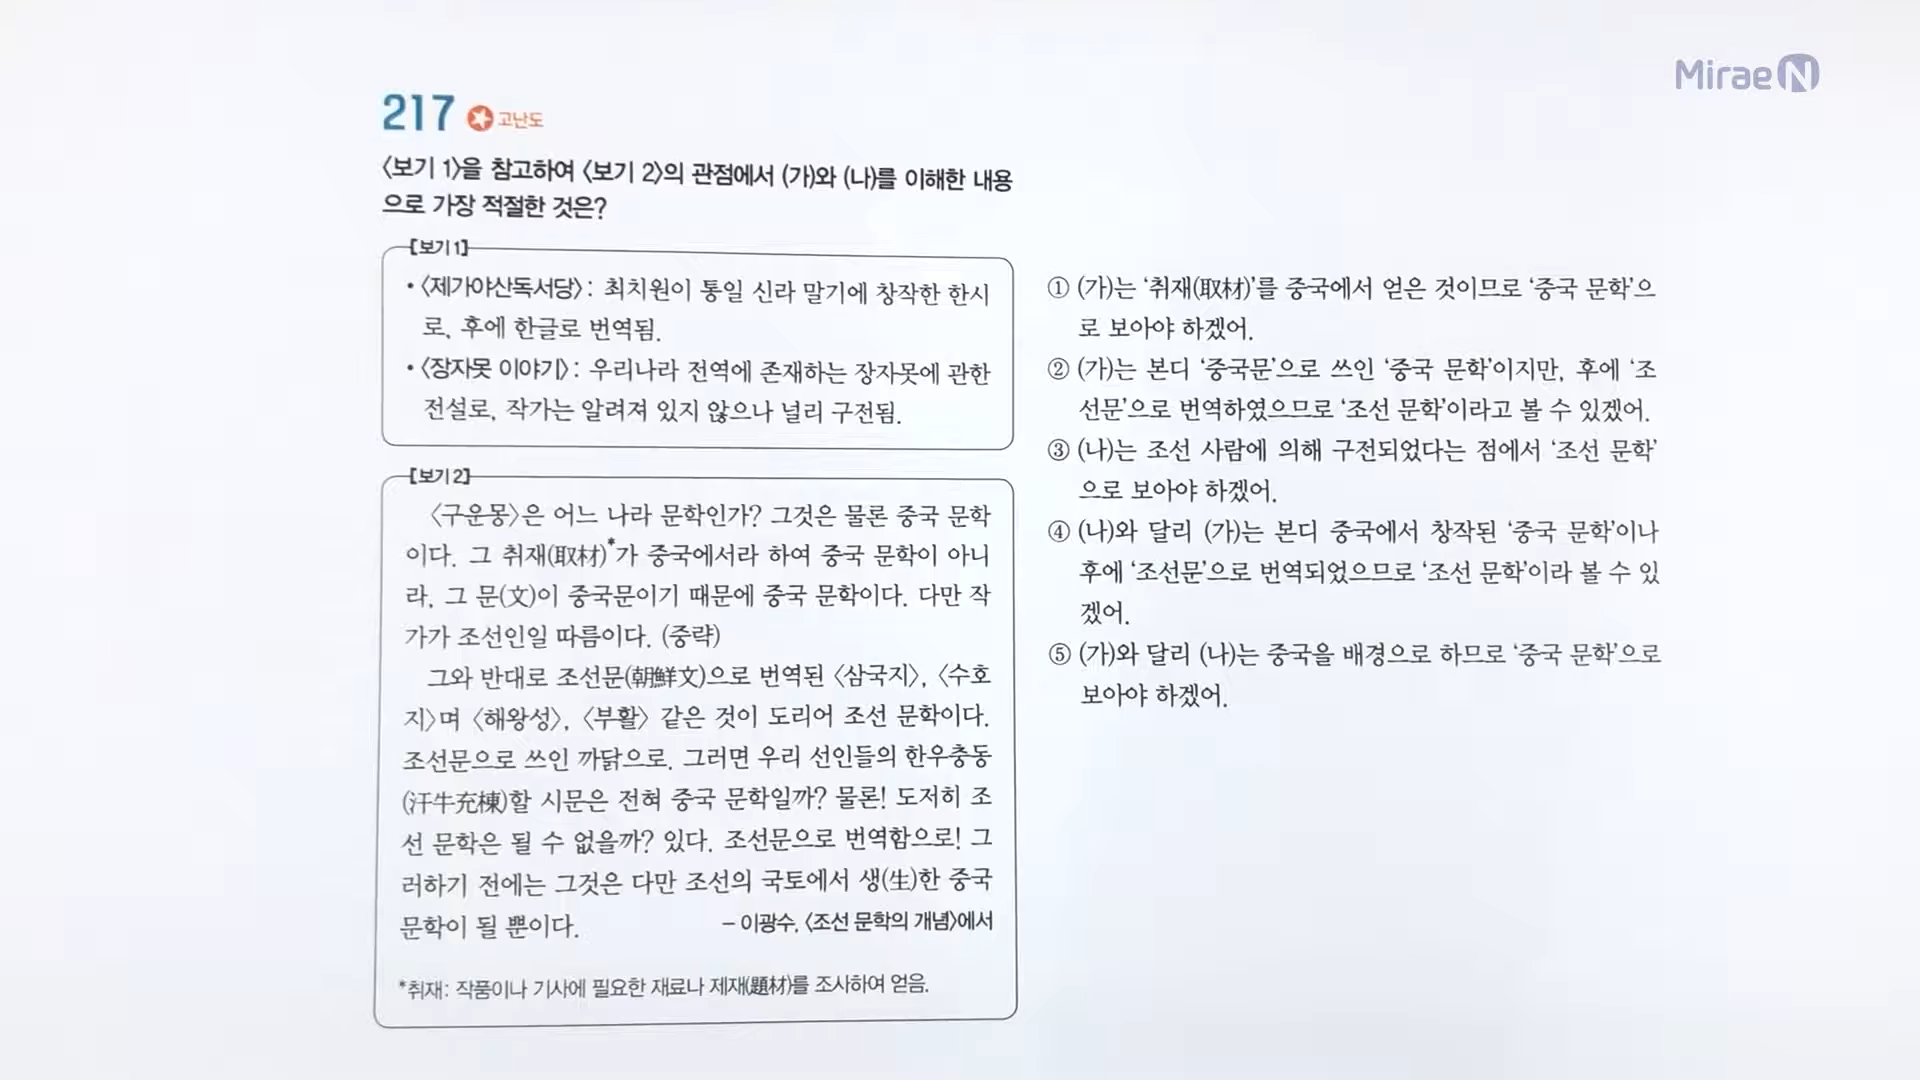 Mirae N
217 고난도
〈보기 1〉을 참고하여 〈보기 2〉의 관점에서 (가)와 (나)를 이해한 내용
으로 가장 적절한 것은?
[보기 1]
• 〈제가야산독서당〉: 최치원이 통일 신라 말기에 창작한 한시
로, 후에 한글로 번역됨.
• 〈장자못 이야기〉: 우리나라 전역에 존재하는 장자못에 관한
전설로, 작가는 알려져 있지 않으나 널리 구전됨.
[보기 2]
〈구운몽〉은 어느 나라 문학인가? 그것은 물론 중국 문학
이다. 그 취재(取材)*가 중국에서라 하여 중국 문학이 아니
라, 그 문(文)이 중국문이기 때문에 중국 문학이다. 다만 작
가가 조선인일 따름이다. (중략)
그와 반대로 조선문(朝鮮文)으로 번역된 〈삼국지〉, 〈수호
지〉며 〈해왕성〉, 〈부활〉 같은 것이 도리어 조선 문학이다.
조선문으로 쓰인 까닭으로. 그러면 우리 선인들의 한우충동
(汗牛充棟)할 시문은 전혀 중국 문학일까? 물론! 도저히 조
선 문학은 될 수 없을까? 있다. 조선문으로 번역함으로! 그
러하기 전에는 그것은 다만 조선의 국토에서 생(生)한 중국
문학이 될 뿐이다.
– 이광수, 〈조선 문학의 개념〉에서
*취재: 작품이나 기사에 필요한 재료나 제재(題材)를 조사하여 얻음.
① (가)는 '취재(取材)'를 중국에서 얻은 것이므로 '중국 문학'으
로 보아야 하겠어.
② (가)는 본디 '중국문'으로 쓰인 '중국 문학'이지만, 후에 '조
선문'으로 번역하였으므로 '조선 문학'이라고 볼 수 있겠어.
③ (나)는 조선 사람에 의해 구전되었다는 점에서 '조선 문학'
으로 보아야 하겠어.
④ (나)와 달리 (가)는 본디 중국에서 창작된 '중국 문학'이나
후에 '조선문'으로 번역되었으므로 '조선 문학'이라 볼 수 있
겠어.
⑤ (가)와 달리 (나)는 중국을 배경으로 하므로 '중국 문학'으로
보아야 하겠어.